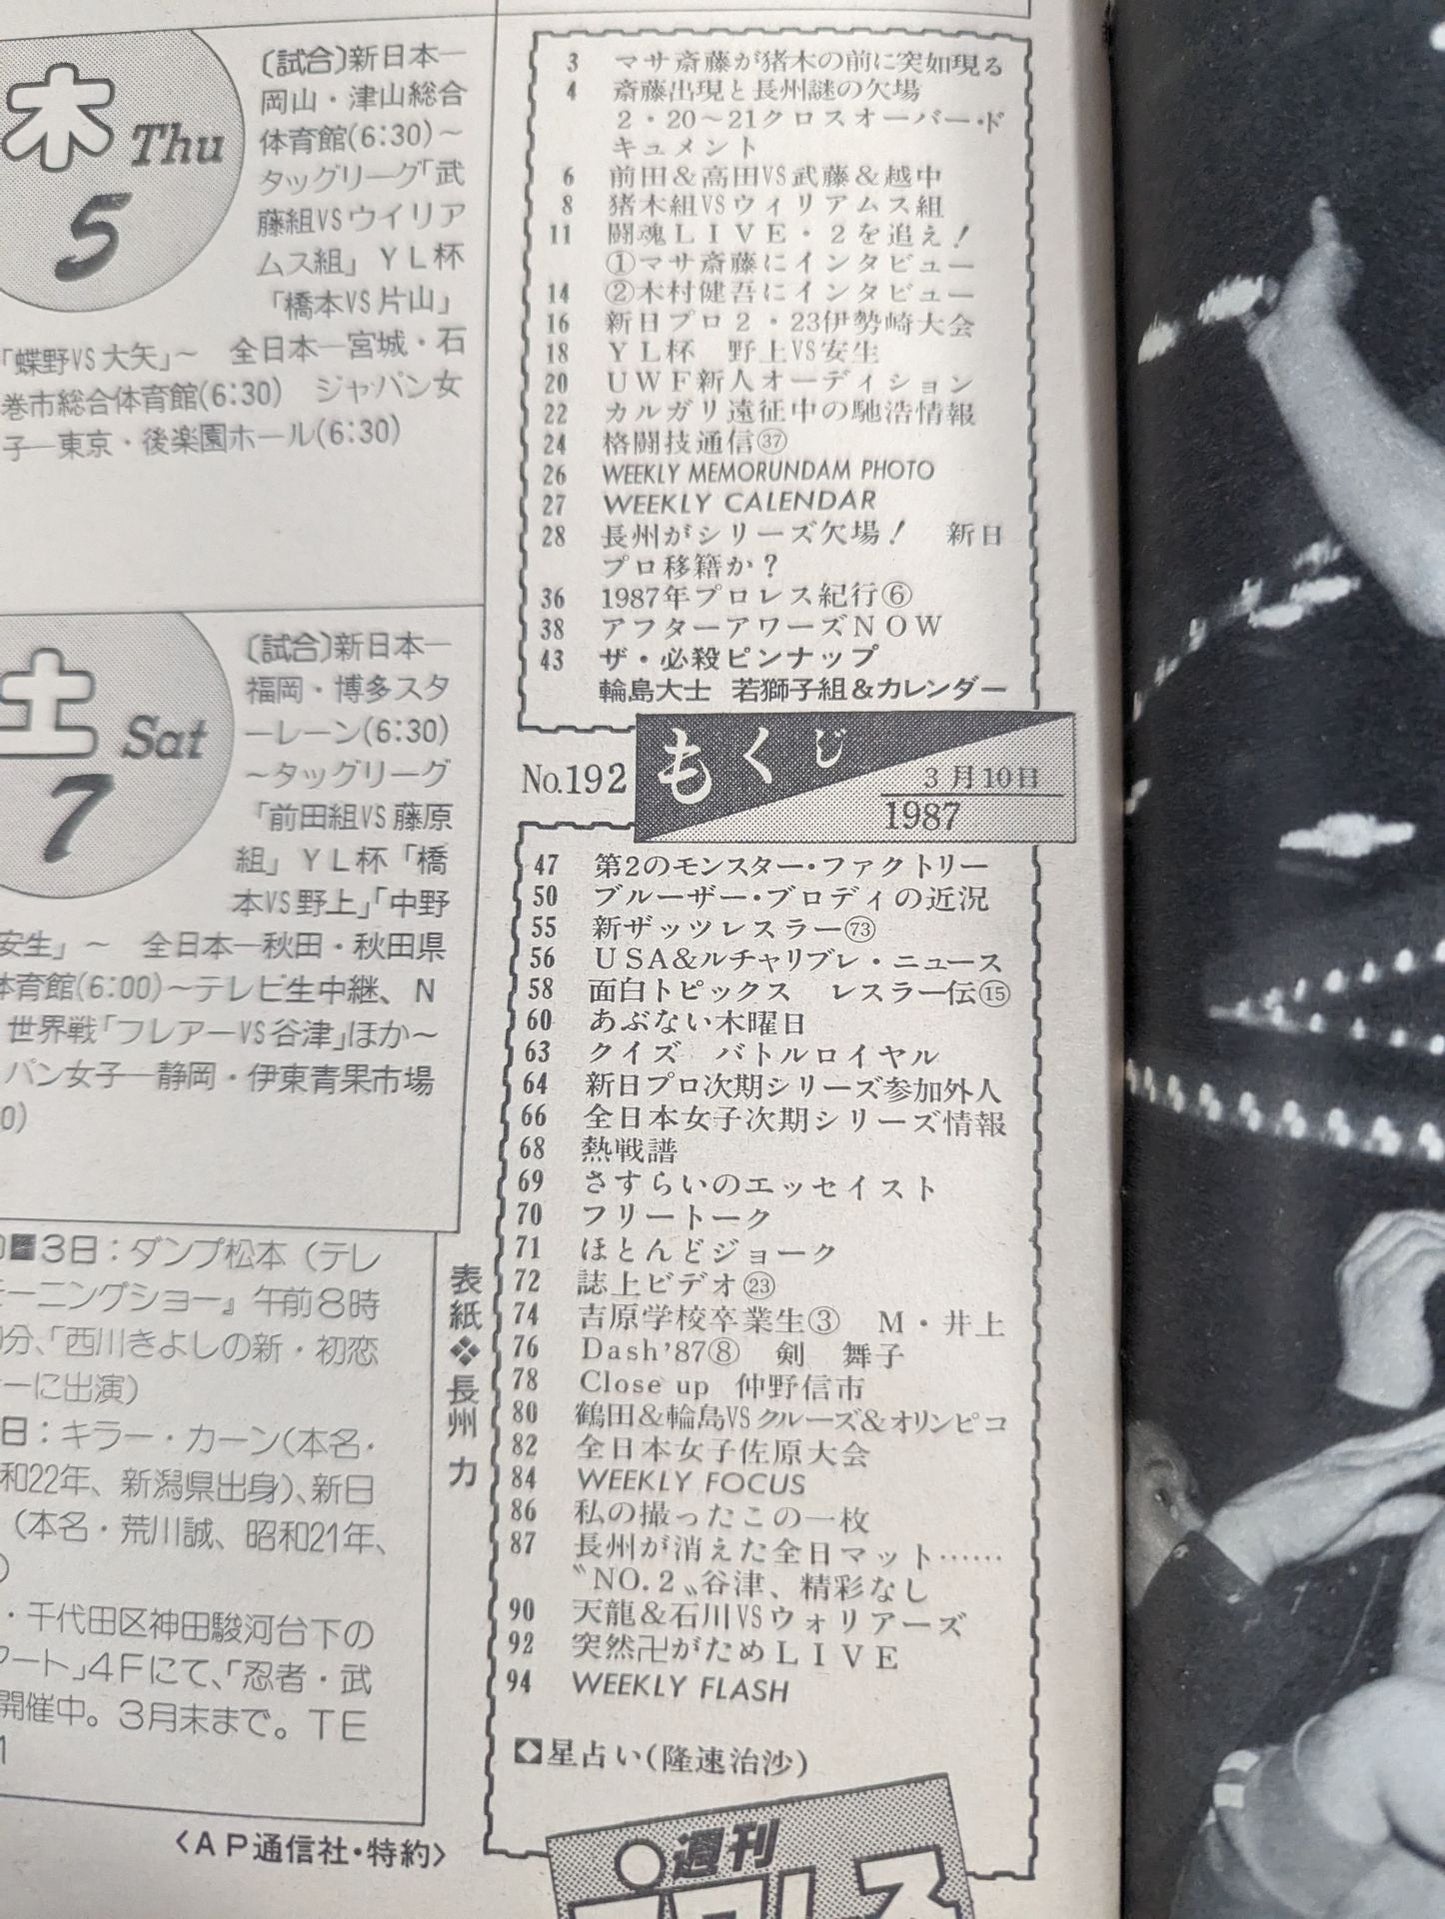 木 Thu 5
〔試合〕新日本―
岡山・津山総合
体育館(6:30)～
タッグリーグ「武
藤組VSウイリア
ムス組」 YL杯
「橋本VS片山」
「蝶野VS大矢」～ 全日本―宮城・石
巻市総合体育館(6:30) ジャパン女
子―東京・後楽園ホール(6:30)
土 Sat 7
〔試合〕新日本―
福岡・博多スタ
ーレーン(6:30)
～タッグリーグ
「前田組VS藤原
組」 YL杯「橋
本VS野上」「中野
安生」～ 全日本―秋田・秋田県
体育館(6:00)～テレビ生中継、N
世界戦「フレアーVS谷津」ほか～
パン女子―静岡・伊東青果市場
0)
■3日：ダンプ松本（テレ
モーニングショー』午前8時
分、「西川きよしの新・初恋
ーに出演）
日：キラー・カーン(本名・
和22年、新潟県出身)、新日
（本名・荒川誠、昭和21年、
)
・千代田区神田駿河台下の
アート」4Fにて、「忍者・武
開催中。3月末まで。TE
1
〈AP通信社・特約〉
表紙❖長州 力
3 マサ斎藤が猪木の前に突如現る
4 斎藤出現と長州謎の欠場
2・20～21クロスオーバー・ド
キュメント
6 前田＆高田VS武藤＆越中
8 猪木組VSウィリアムス組
11 闘魂LIVE・2を追え！
①マサ斎藤にインタビュー
14 ②木村健吾にインタビュー
16 新日プロ2・23伊勢崎大会
18 YL杯 野上VS安生
20 UWF新人オーディション
22 カルガリ遠征中の馳浩情報
24 格闘技通信㊲
26 WEEKLY MEMORUNDAM PHOTO
27 WEEKLY CALENDAR
28 長州がシリーズ欠場！ 新日
プロ移籍か？
36 1987年プロレス紀行⑥
38 アフターアワーズNOW
43 ザ・必殺ピンナップ
輪島大士 若獅子組＆カレンダー
No.192 もくじ 3月10日
1987
47 第2のモンスター・ファクトリー
50 ブルーザー・ブロディの近況
55 新ザッツレスラー(73)
56 USA＆ルチャリブレ・ニュース
58 面白トピックス レスラー伝⑮
60 あぶない木曜日
63 クイズ バトルロイヤル
64 新日プロ次期シリーズ参加外人
66 全日本女子次期シリーズ情報
68 熱戦譜
69 さすらいのエッセイスト
70 フリートーク
71 ほとんどジョーク
72 誌上ビデオ㉓
74 吉原学校卒業生③ M・井上
76 Dash'87⑧ 剣 舞子
78 Close up 仲野信市
80 鶴田＆輪島VSクルーズ＆オリンピコ
82 全日本女子佐原大会
84 WEEKLY FOCUS
86 私の撮ったこの一枚
87 長州が消えた全日マット……
〝NO.2〟谷津、精彩なし
90 天龍＆石川VSウォリアーズ
92 突然卍がためLIVE
94 WEEKLY FLASH
◆星占い(隆速治沙)
週刊
プロレス